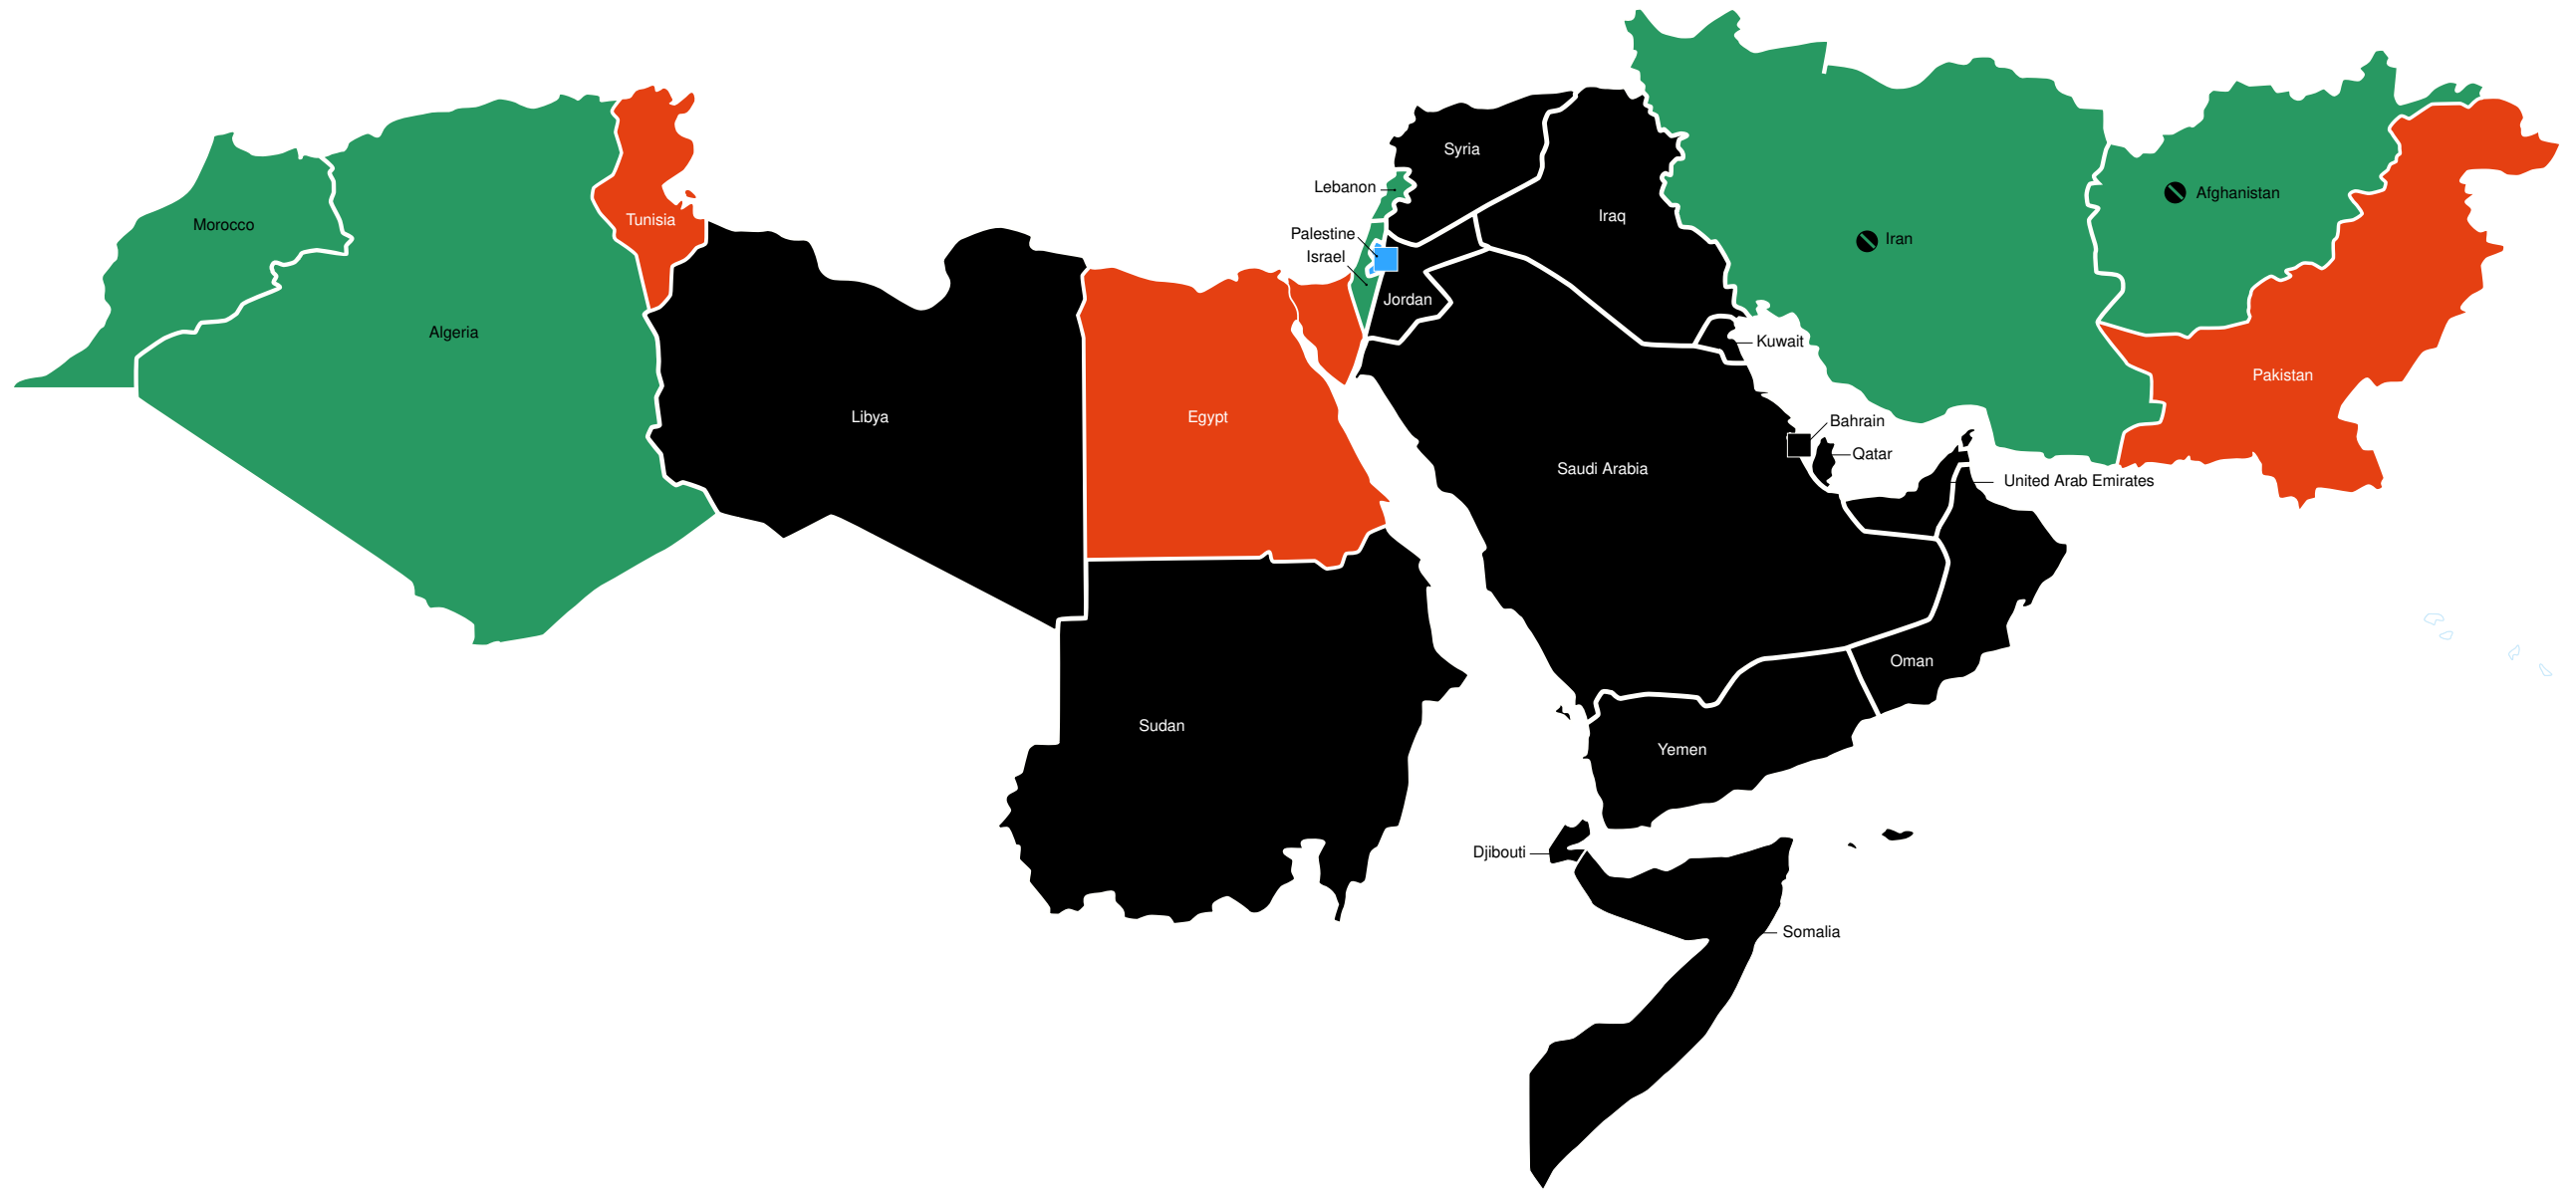 Syria
Lebanon
Afghanistan
Iraq
Morocco
Tunisia
Palestine
Iran
Israel
Jordan
Algeria
Kuwait
Pakistan
Libya
Egypt
Bahrain
Qatar
Saudi Arabia
United Arab Emirates
Oman
Sudan
Yemen
Djibouti
Somalia